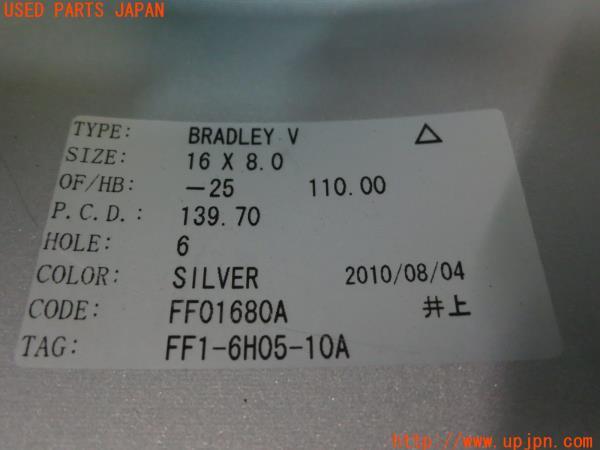 USED PARTS JAPAN
TYPE: BRADLEY V △
SIZE: 16 X 8.0
OF/HB: -25 110.00
P.C.D.: 139.70
HOLE: 6
COLOR: SILVER 2010/08/04
CODE: FF01680A 井上
TAG: FF1-6H05-10A
http://www.upjpn.com/